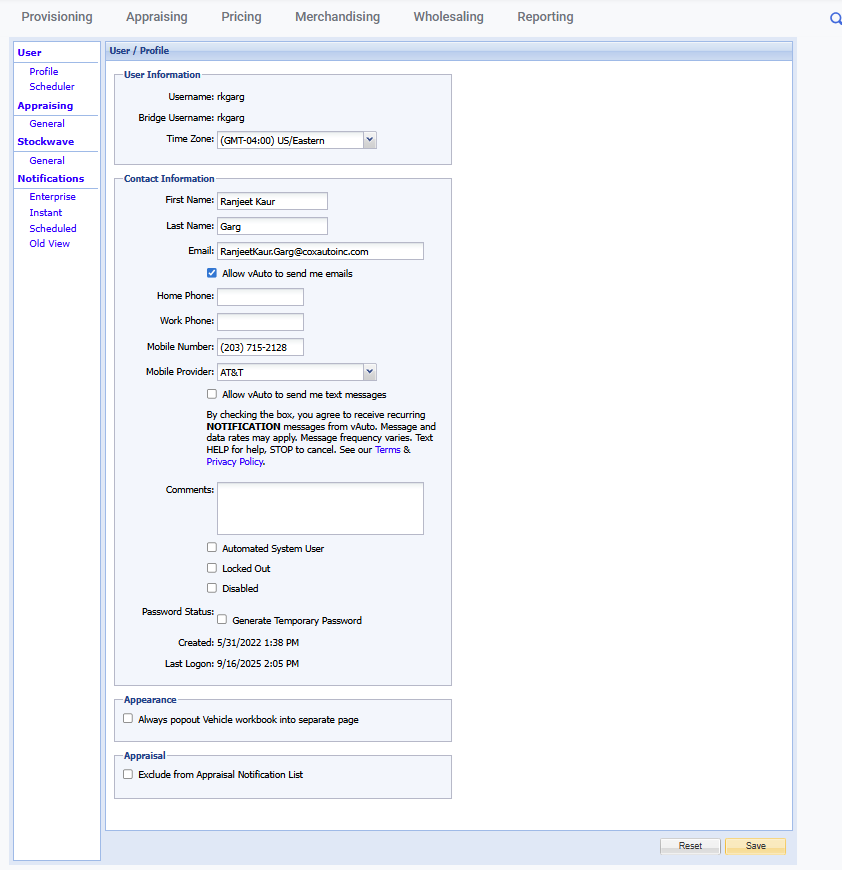 Provisioning Appraising Pricing Merchandising Wholesaling Reporting
User
Profile
Scheduler
Appraising
General
Stockwave
General
Notifications
Enterprise
Instant
Scheduled
Old View
User / Profile
User Information
Username: rkgarg
Bridge Username: rkgarg
Time Zone: (GMT-04:00) US/Eastern
Contact Information
First Name: Ranjeet Kaur
Last Name: Garg
Email: RanjeetKaur.Garg@coxautoinc.com
Allow vAuto to send me emails
Home Phone:
Work Phone:
Mobile Number: (203) 715-2128
Mobile Provider: AT&T
Allow vAuto to send me text messages
By checking the box, you agree to receive recurring
NOTIFICATION messages from vAuto. Message and
data rates may apply. Message frequency varies. Text
HELP for help, STOP to cancel. See our Terms &
Privacy Policy.
Comments:
Automated System User
Locked Out
Disabled
Password Status:
Generate Temporary Password
Created: 5/31/2022 1:38 PM
Last Logon: 9/16/2025 2:05 PM
Appearance
Always popout Vehicle workbook into separate page
Appraisal
Exclude from Appraisal Notification List
Reset Save